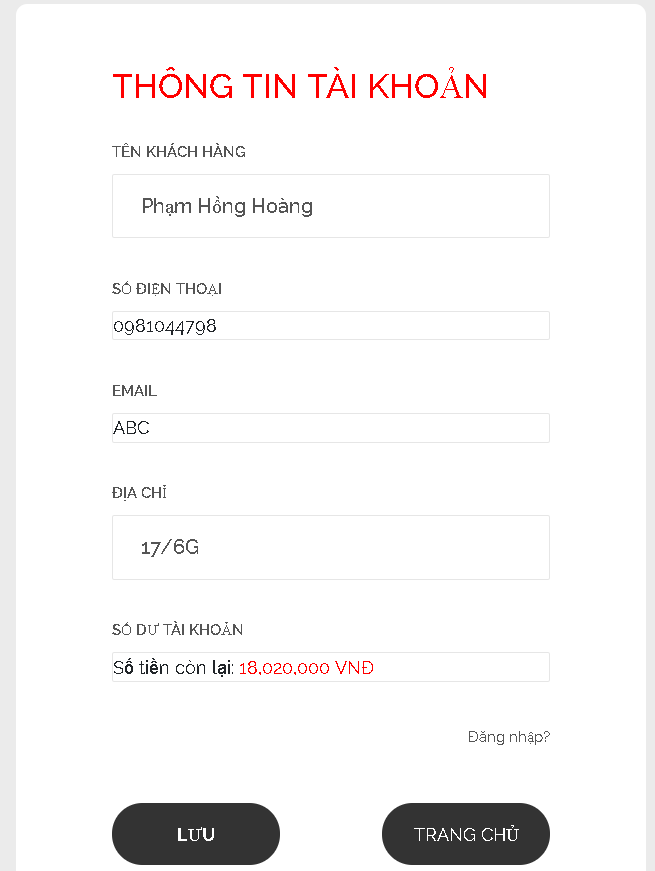 THÔNG TIN TÀI KHOẢN
TÊN KHÁCH HÀNG
Phạm Hồng Hoàng
SỐ ĐIỆN THOẠI
0981044798
EMAIL
ABC
ĐỊA CHỈ
17/6G
SỐ DƯ TÀI KHOẢN
Số tiền còn lại: 18,020,000 VNĐ
Đăng nhập?
LƯU
TRANG CHỦ